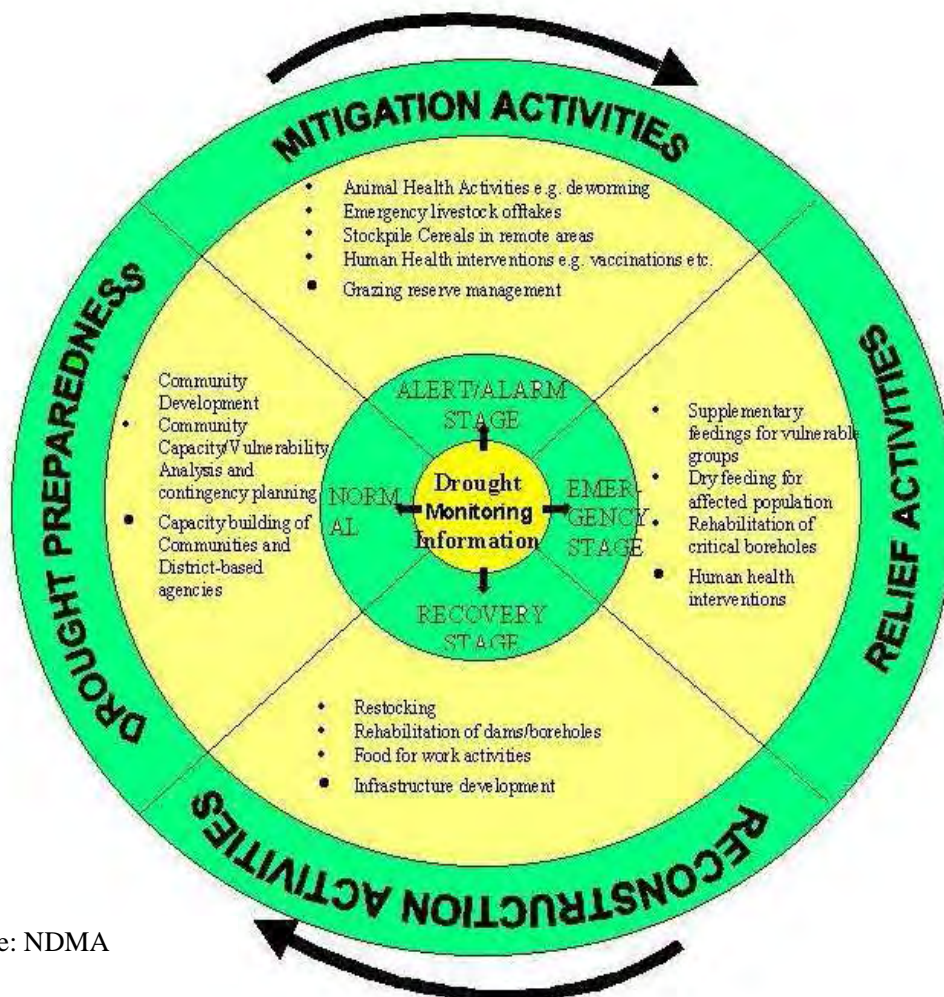 MITIGATION ACTIVITIES
• Animal Health Activities e.g. deworming
• Emergency livestock offtakes
• Stockpile Cereals in remote areas
• Human Health interventions e.g. vaccinations etc.
• Grazing reserve management
DROUGHT PREPAREDNESS
• Community
Development
• Community
Capacity/Vulnerability
Analysis and
contingency planning
• Capacity building of
Communities and
District-based
agencies
ALERT/ALARM
STAGE
NORM
AL
Drought
Monitoring
Information
EMER-
GENCY
STAGE
RECOVERY
STAGE
• Supplementary
feedings for vulnerable
groups
• Dry feeding for
affected population
• Rehabilitation of
critical boreholes
• Human health
interventions
RELIEF ACTIVITIES
• Restocking
• Rehabilitation of dams/boreholes
• Food for work activities
• Infrastructure development
RECONSTRUCTION ACTIVITIES
e: NDMA